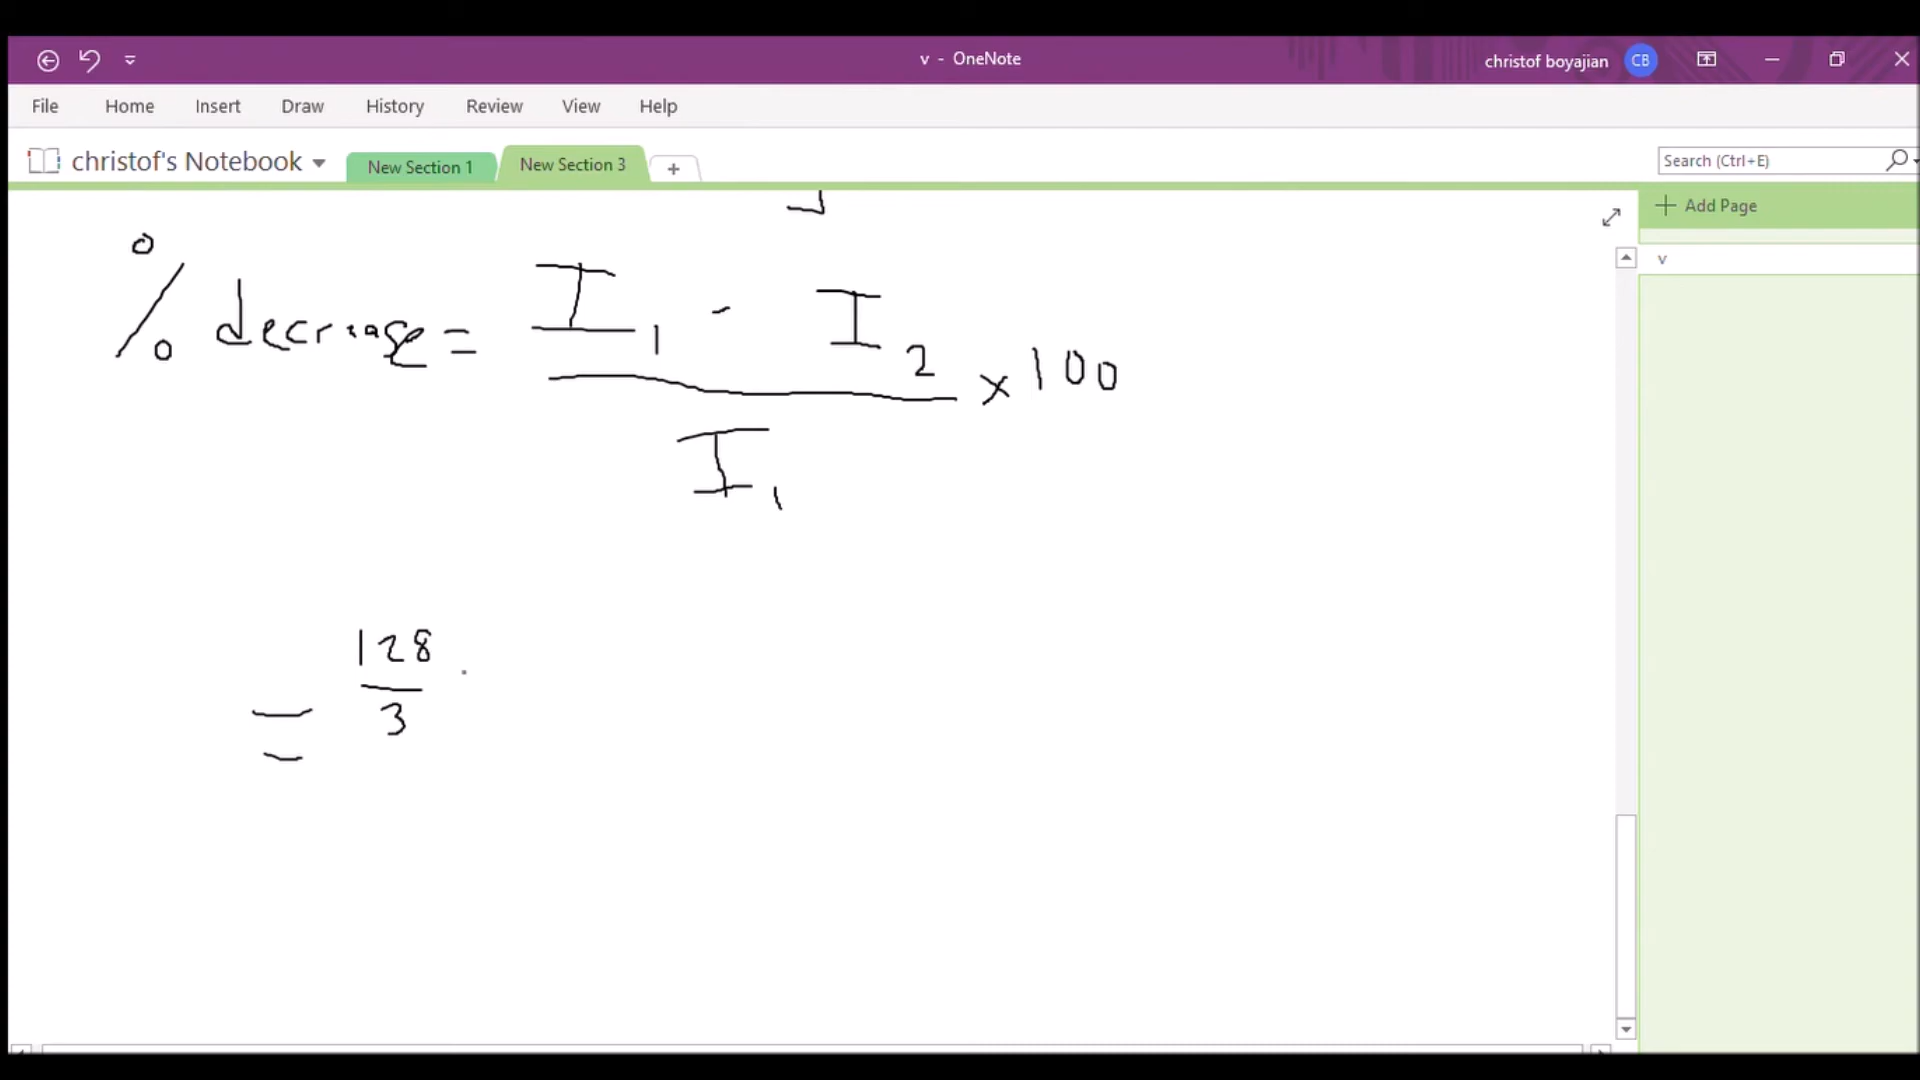 v - OneNote
christof boyajian CB
File Home Insert Draw History Review View Help
christof's Notebook New Section 1 New Section 3 +
Search (Ctrl+E)
Add Page
v
% decrease = I₁ - I₂
× 100
I₁
128
=
3